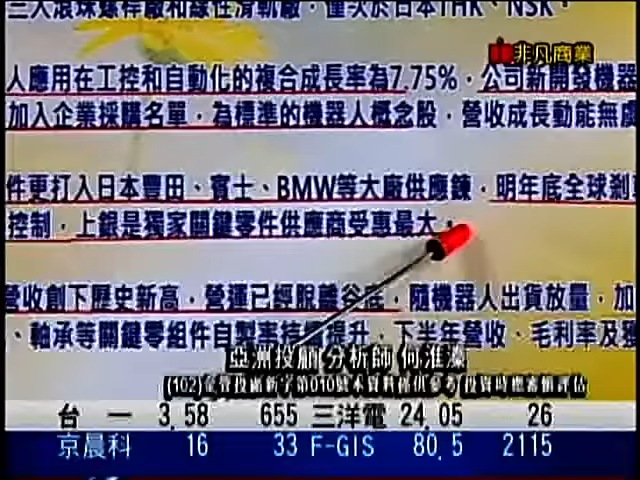 三大滾珠螺桿廠和線性滑軌廠，僅次於日本THK、NSK，
非凡商業
人應用在工控和自動化的複合成長率為7.75%，公司新開發機器
加入企業採購名單，為標準的機器人概念股，營收成長動能無虞
件更打入日本豐田、賓士、BMW等大廠供應鍊，明年底全球剎
控制，上銀是獨家關鍵零件供應商受惠最大，
營收創下歷史新高，營運已經脫離谷底，隨機器人出貨放量，加
、軸承等關鍵零組件自製率持續提升，下半年營收、毛利率及獲
亞洲投顧 分析師 何淮溱
(102)金管投顧新字第010號本資料僅供參考 投資時應審慎評估
台一 3.58 655 三洋電 24.05 26
京晨科 16 33 F-GIS 80.5 2115